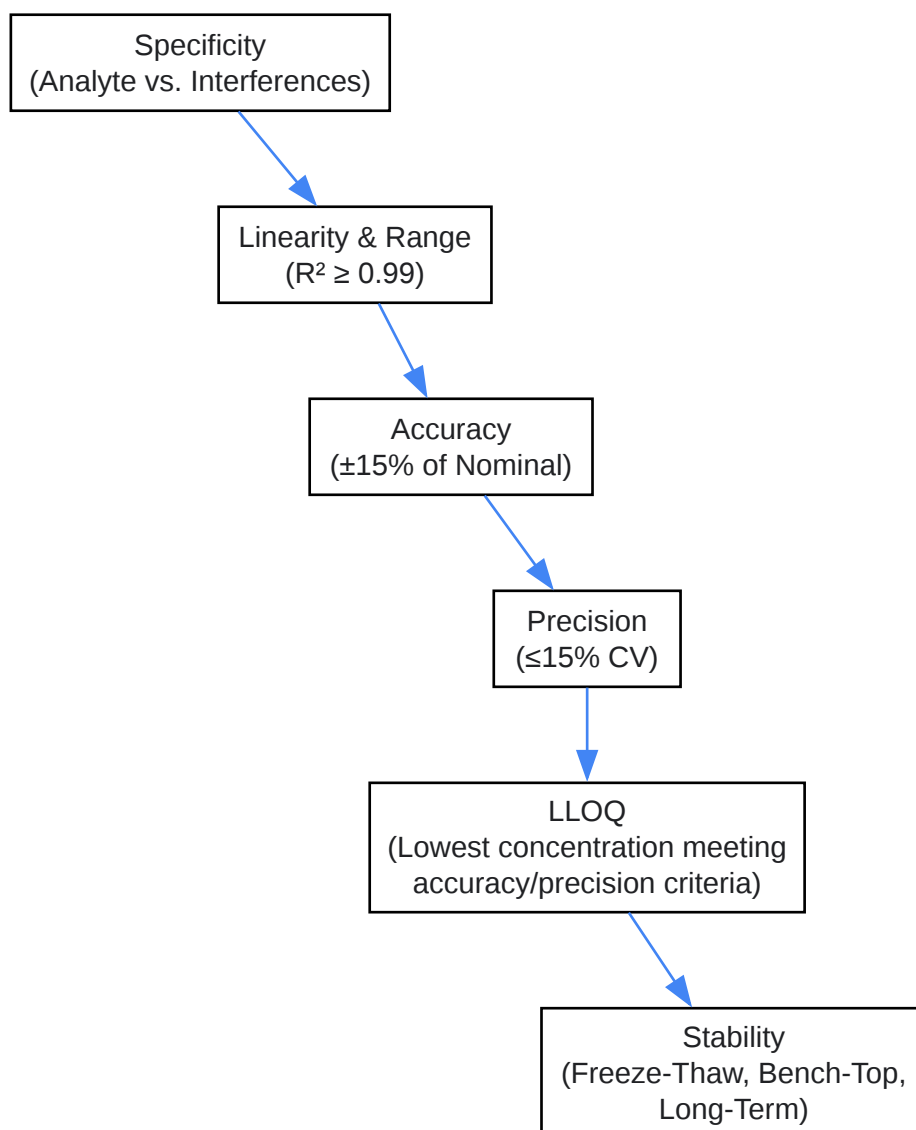 Specificity
(Analyte vs. Interferences)
Linearity & Range
(R² ≥ 0.99)
Accuracy
(±15% of Nominal)
Precision
(≤15% CV)
LLOQ
(Lowest concentration meeting
accuracy/precision criteria)
Stability
(Freeze-Thaw, Bench-Top,
Long-Term)